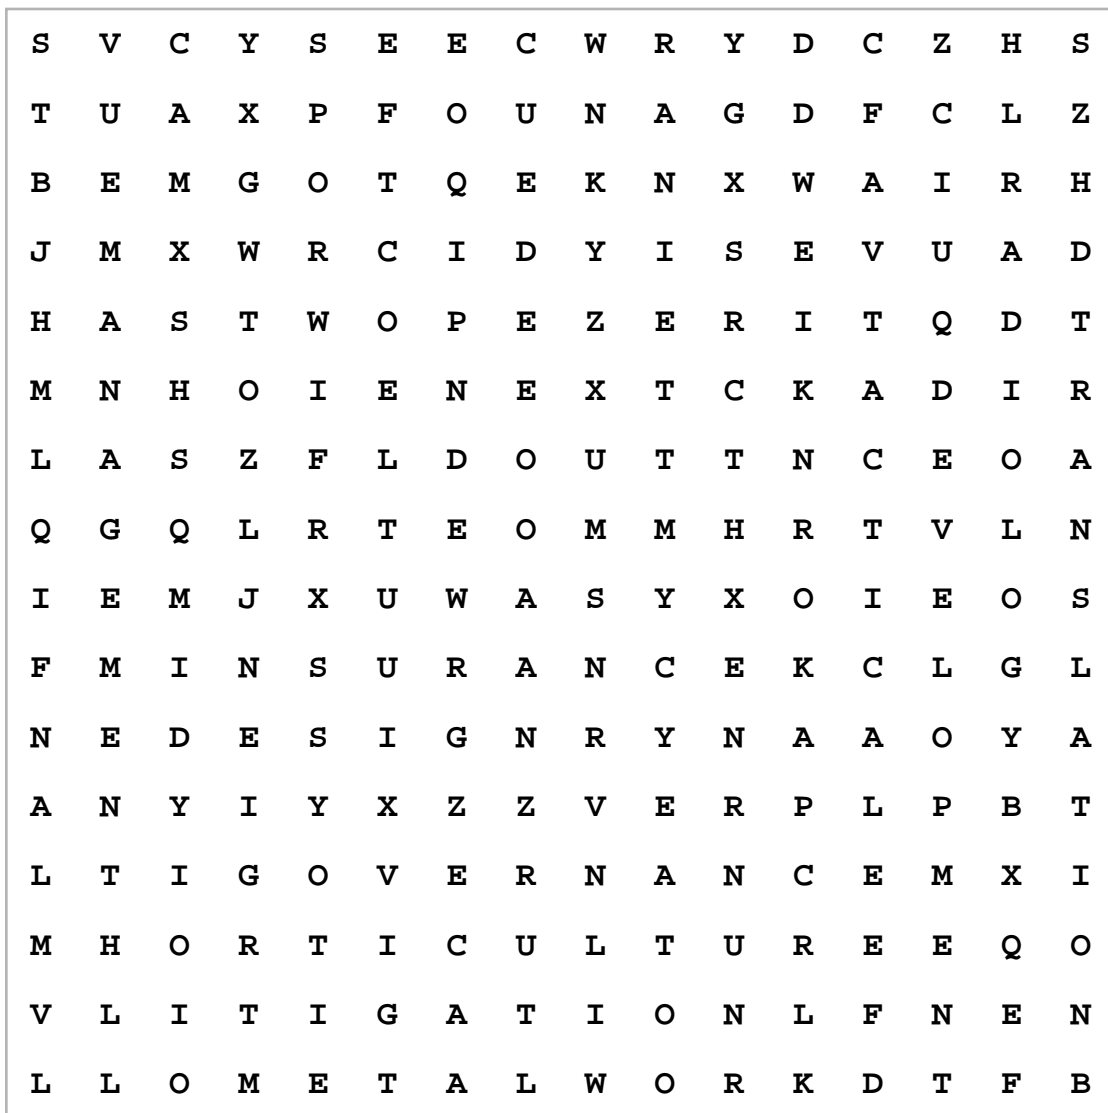 S V C Y S E E C W R Y D C Z H S
T U A X P F O U N A G D F C L Z
B E M G O T Q E K N X W A I R H
J M X W R C I D Y I S E V U A D
H A S T W O P E Z E R I T Q D T
M N H O I E N E X T C K A D I R
L A S Z F L D O U T T N C E O A
Q G Q L R T E O M M H R T V L N
I E M J X U W A S Y X O I E O S
F M I N S U R A N C E K C L G L
N E D E S I G N R Y N A A O Y A
A N Y I Y X Z Z V E R P L P B T
L T I G O V E R N A N C E M X I
M H O R T I C U L T U R E E Q O
V L I T I G A T I O N L F N E N
L L O M E T A L W O R K D T F B